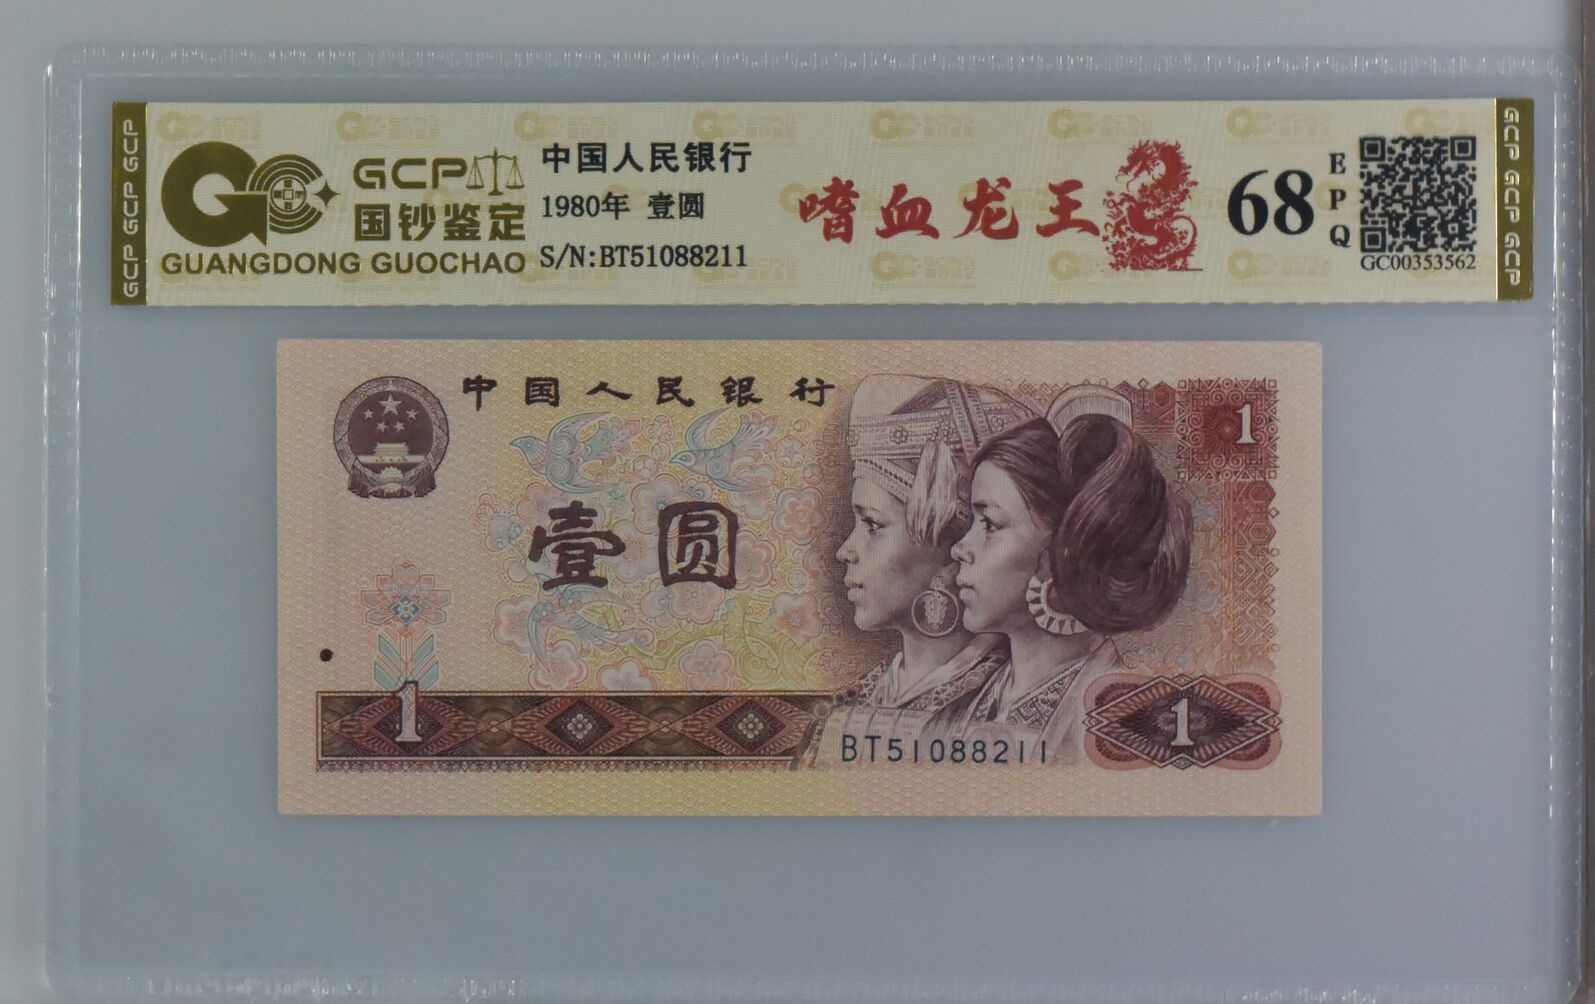 GCP GCP GCP
GCP
国钞鉴定
GUANGDONG GUOCHAO
中国人民银行
1980年 壹圆
S/N:BT51088211
嗜血龙王
68
EPQ
GC00353562
GCP GCP GCP
中国人民银行
1
壹圆
1
1
BT51088211